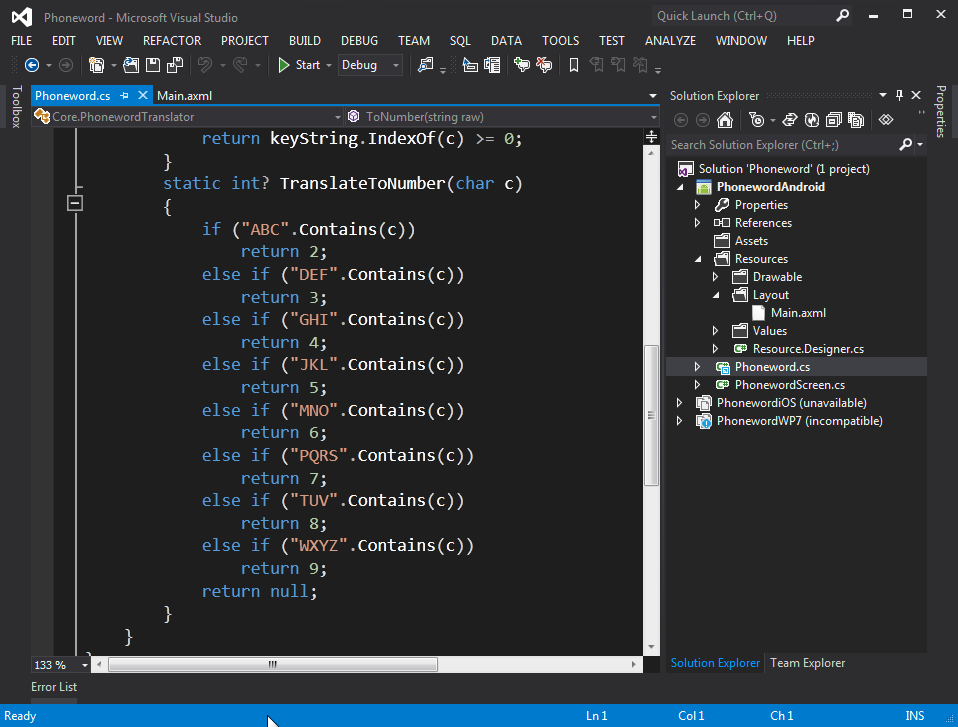 Phoneword - Microsoft Visual Studio
Quick Launch (Ctrl+Q)
FILE EDIT VIEW REFACTOR PROJECT BUILD DEBUG TEAM SQL DATA TOOLS TEST ANALYZE WINDOW HELP
Start Debug
Toolbox
Phoneword.cs Main.axml
Core.PhonewordTranslator ToNumber(string raw)
return keyString.IndexOf(c) >= 0;
}
static int? TranslateToNumber(char c)
{
if ("ABC".Contains(c))
return 2;
else if ("DEF".Contains(c))
return 3;
else if ("GHI".Contains(c))
return 4;
else if ("JKL".Contains(c))
return 5;
else if ("MNO".Contains(c))
return 6;
else if ("PQRS".Contains(c))
return 7;
else if ("TUV".Contains(c))
return 8;
else if ("WXYZ".Contains(c))
return 9;
return null;
}
}
133 %
Error List
Solution Explorer
Search Solution Explorer (Ctrl+;)
Solution 'Phoneword' (1 project)
PhonewordAndroid
Properties
References
Assets
Resources
Drawable
Layout
Main.axml
Values
Resource.Designer.cs
Phoneword.cs
PhonewordScreen.cs
PhonewordiOS (unavailable)
PhonewordWP7 (incompatible)
Solution Explorer Team Explorer
Properties
Ready Ln 1 Col 1 Ch 1 INS